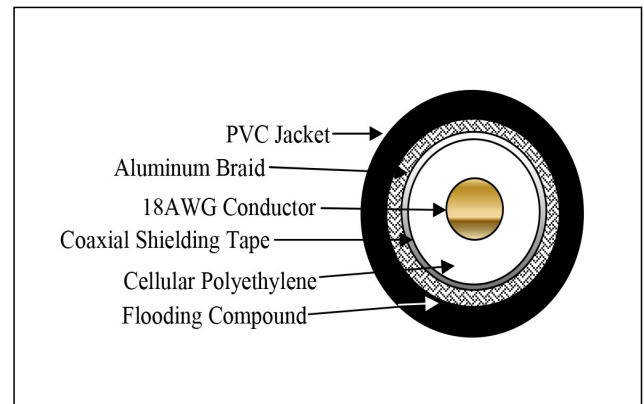 PVC Jacket
Aluminum Braid
18AWG Conductor
Coaxial Shielding Tape
Cellular Polyethylene
Flooding Compound